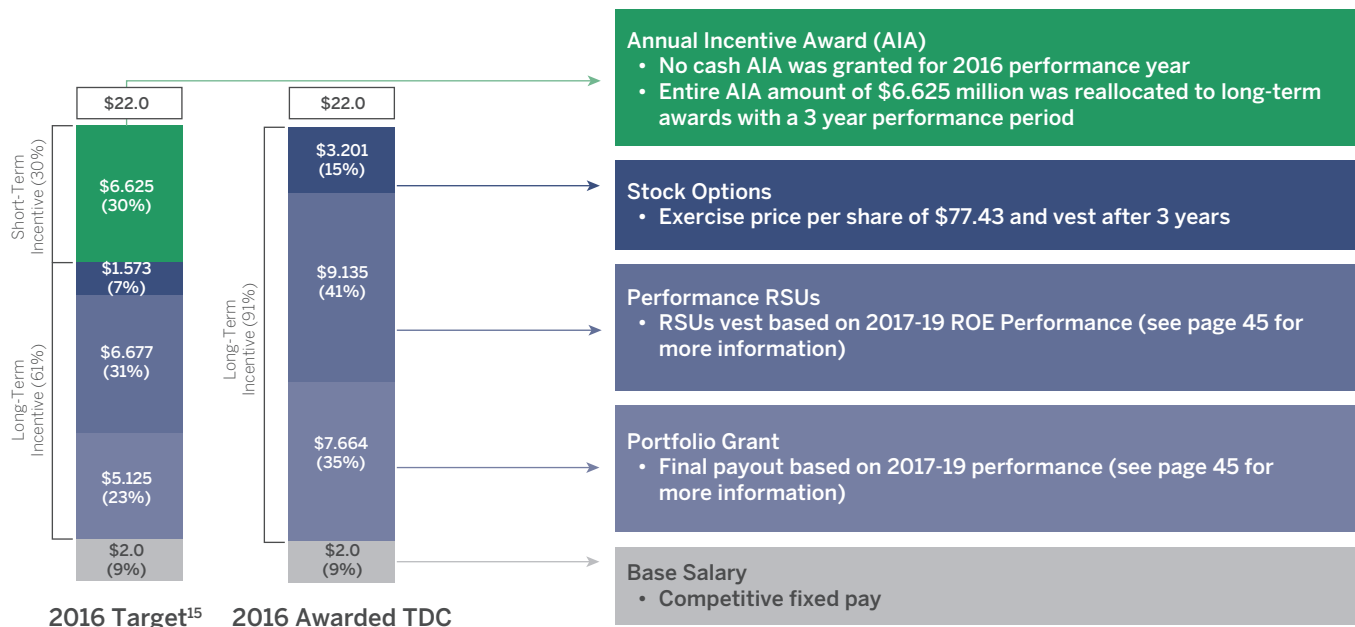 $22.0
$22.0
Short-Term
Incentive (30%)
Long-Term
Incentive (61%)
$6.625
(30%)
$1.573
(7%)
$6.677
(31%)
$5.125
(23%)
$2.0
(9%)
2016 Target¹⁵
Long-Term
Incentive (91%)
$3.201
(15%)
$9.135
(41%)
$7.664
(35%)
$2.0
(9%)
2016 Awarded TDC
Annual Incentive Award (AIA)
• No cash AIA was granted for 2016 performance year
• Entire AIA amount of $6.625 million was reallocated to long-term
awards with a 3 year performance period
Stock Options
• Exercise price per share of $77.43 and vest after 3 years
Performance RSUs
• RSUs vest based on 2017-19 ROE Performance (see page 45 for
more information)
Portfolio Grant
• Final payout based on 2017-19 performance (see page 45 for
more information)
Base Salary
• Competitive fixed pay